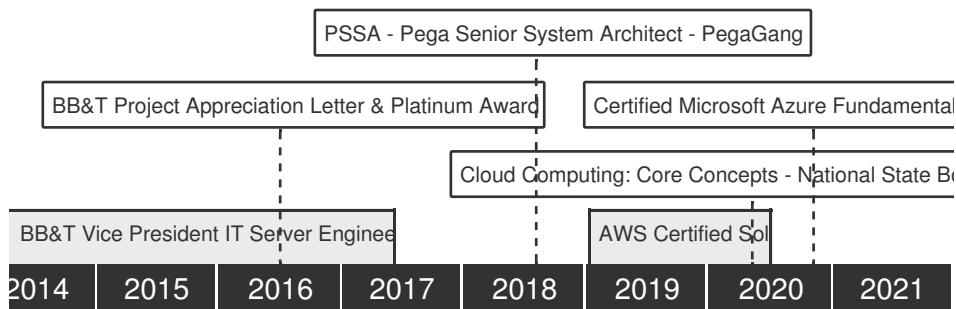 PSSA - Pega Senior System Architect - PegaGang
BB&T Project Appreciation Letter & Platinum Award
Certified Microsoft Azure Fundamental
Cloud Computing: Core Concepts - National State Bo
BB&T Vice President IT Server Enginee
AWS Certified Sol
2014 2015 2016 2017 2018 2019 2020 2021